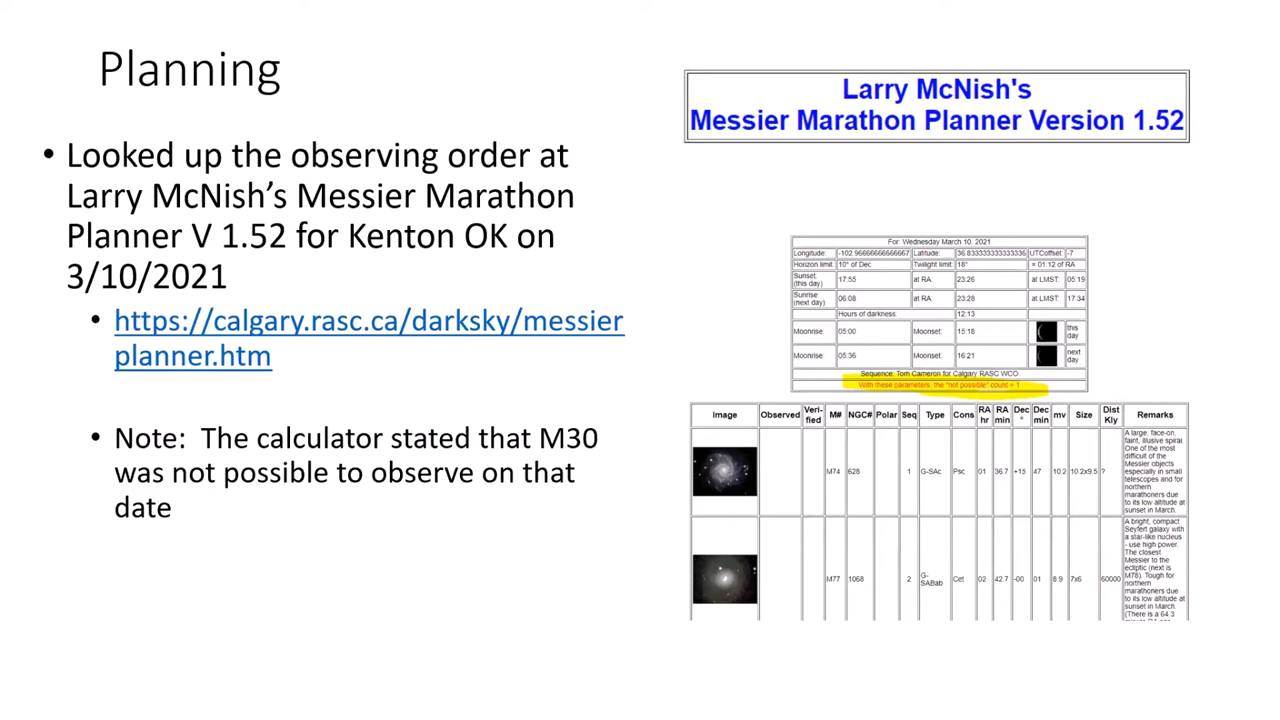 Planning
• Looked up the observing order at
Larry McNish’s Messier Marathon
Planner V 1.52 for Kenton OK on
3/10/2021
• https://calgary.rasc.ca/darksky/messier
planner.htm
• Note: The calculator stated that M30
was not possible to observe on that
date
Larry McNish's
Messier Marathon Planner Version 1.52
For: Wednesday March 10, 2021
Longitude: -102.96666666666667 Latitude: 36.833333333333336 UTCoffset: -7
Horizon limit: 10° of Dec Twilight limit: 18° = 01:12 of RA
Sunset: (this day) 17:55 at RA: 23.26 at LMST: 05:19
Sunrise: (next day) 06:08 at RA: 23:28 at LMST: 17:34
Hours of darkness: 12:13
Moonrise: 05:00 Moonset: 15:18 this day
Moonrise: 05:36 Moonset: 16:21 next day
Sequence: Tom Cameron for Calgary RASC WCO
With these parameters, the "not possible" count = 1
Image Observed Veri-fied M# NGC# Polar Seq Type Cons RA hr RA min Dec ° Dec min mv Size Dist Kly Remarks
M74 628 1 G-SAc Psc 01 36.7 +15 47 10.2 10.2x9.5 ?
A large, face-on,
faint, illusive spiral.
One of the most
difficult of the
Messier objects
especially in small
telescopes and for
northern
marathoners due
to its low altitude at
sunset in March.
M77 1068 2 G-SABab Cet 02 42.7 -00 01 8.9 7x6 60000
A bright, compact
Seyfert galaxy with
a star-like nucleus
- use high power.
The closest
Messier to the
ecliptic (next is
M78). Tough for
northern
marathoners due
to its low altitude at
sunset in March.
(There is a 64.3